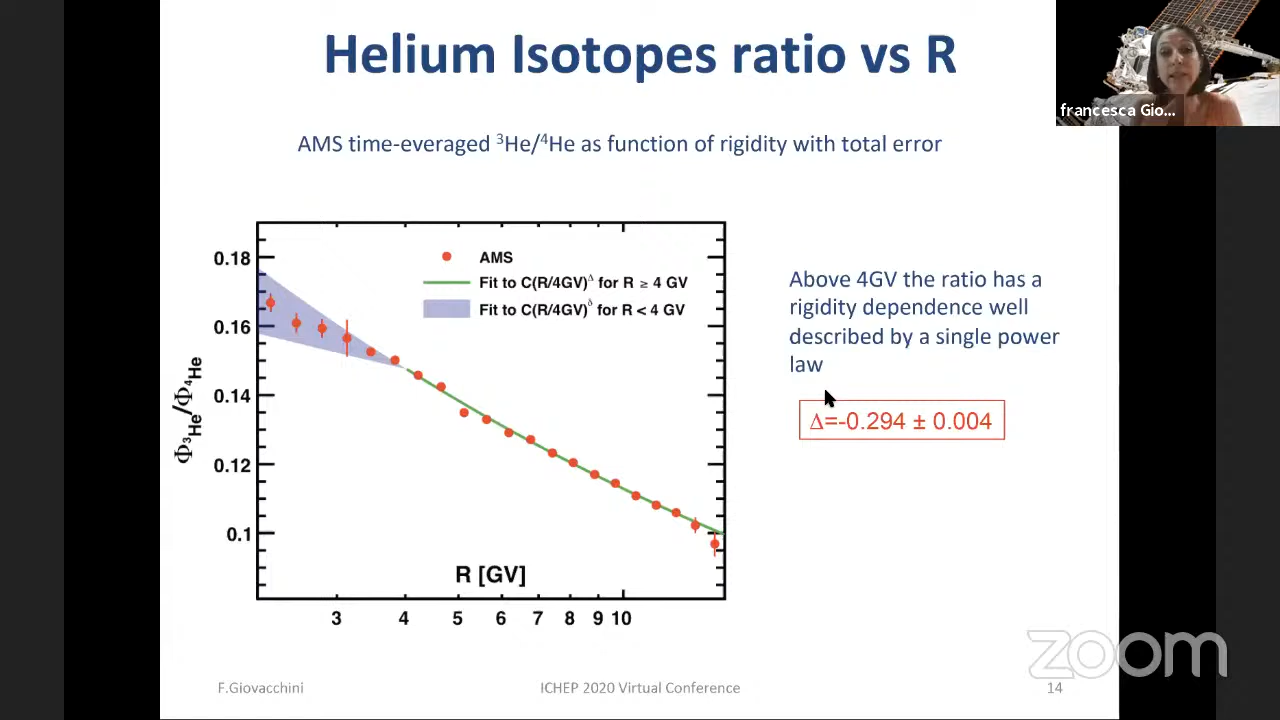 Helium Isotopes ratio vs R
francesca Gio...
AMS time-everaged ³He/⁴He as function of rigidity with total error
0.18
0.16
0.14
0.12
0.1
Φ³He/Φ⁴He
AMS
Fit to C(R/4GV)^Δ for R ≥ 4 GV
Fit to C(R/4GV)^δ for R < 4 GV
R [GV]
3 4 5 6 7 8 9 10
Above 4GV the ratio has a
rigidity dependence well
described by a single power
law
Δ=-0.294 ± 0.004
zoom
F.Giovacchini
ICHEP 2020 Virtual Conference
14